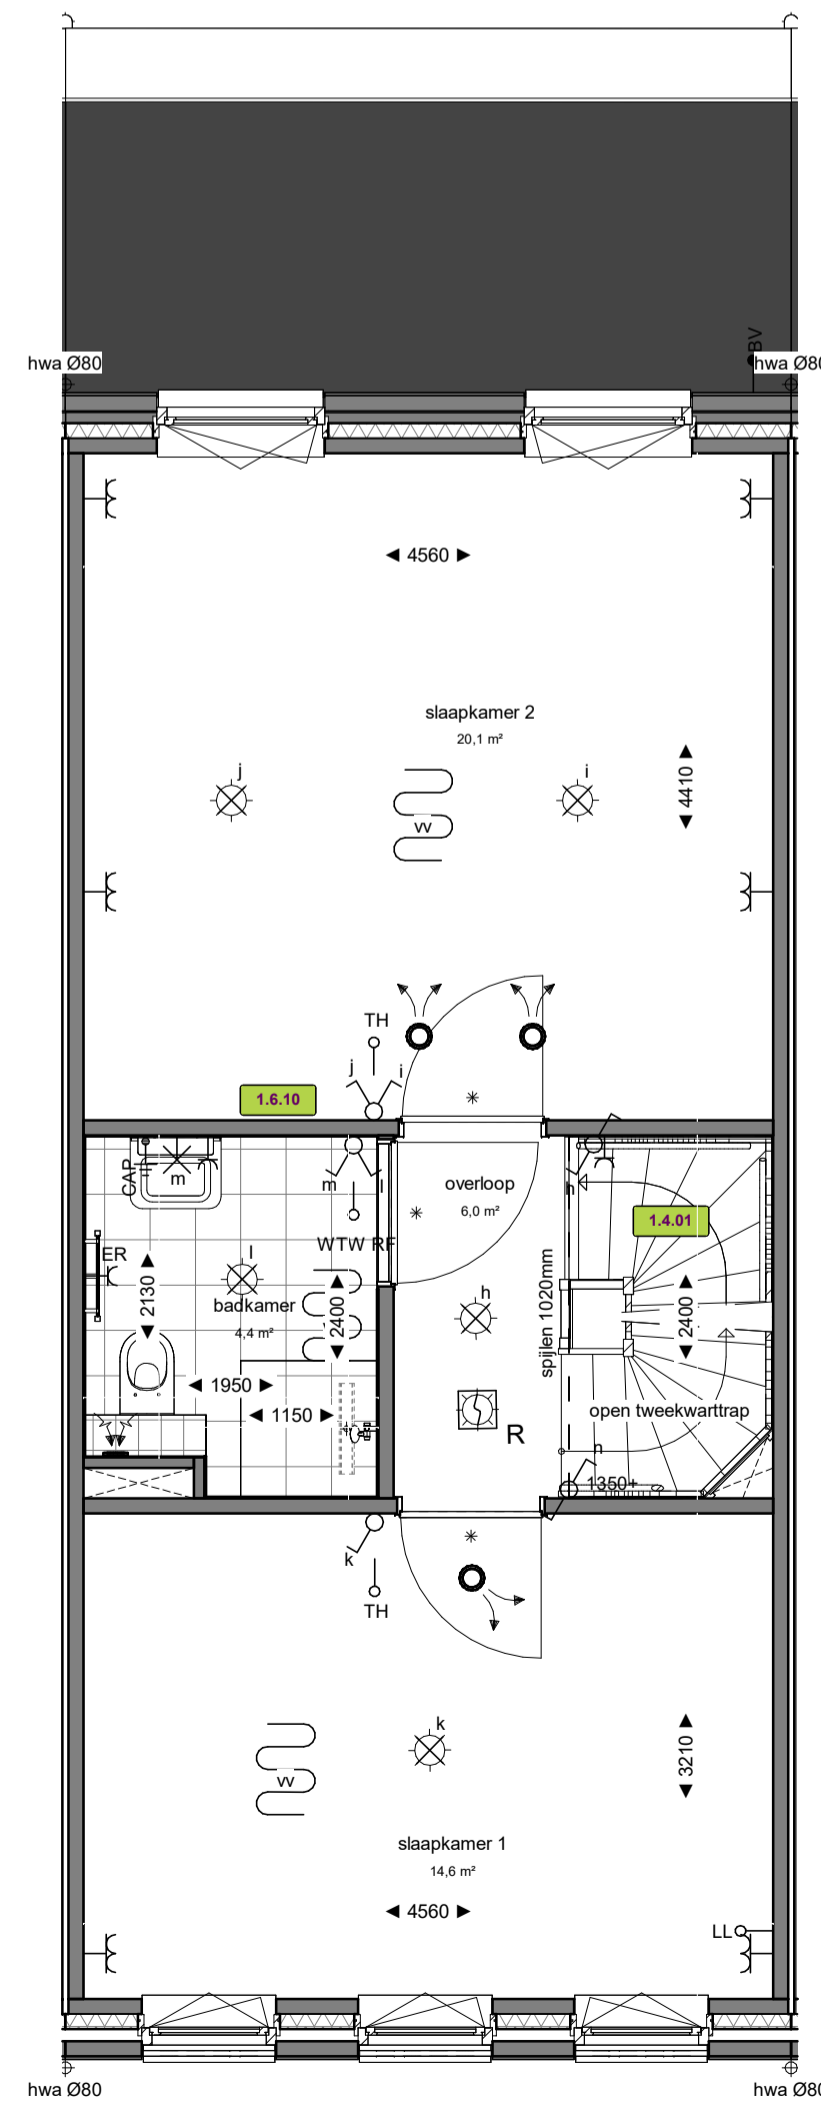 BV
hwa Ø80
hwa Ø80
4560
slaapkamer 2
20,1 m²
j
i
4410
vv
TH
j
i
1.6.10
CAP
m
m
l
h
overloop
6,0 m²
1.4.01
ER
WTW RF
l
2130
badkamer
4,4 m²
2400
h
spijlen 1020mm
2400
1950
1150
open tweekwarttrap
R
n
1350+
k
TH
k
vv
3210
slaapkamer 1
14,6 m²
4560
LL
hwa Ø80
hwa Ø80